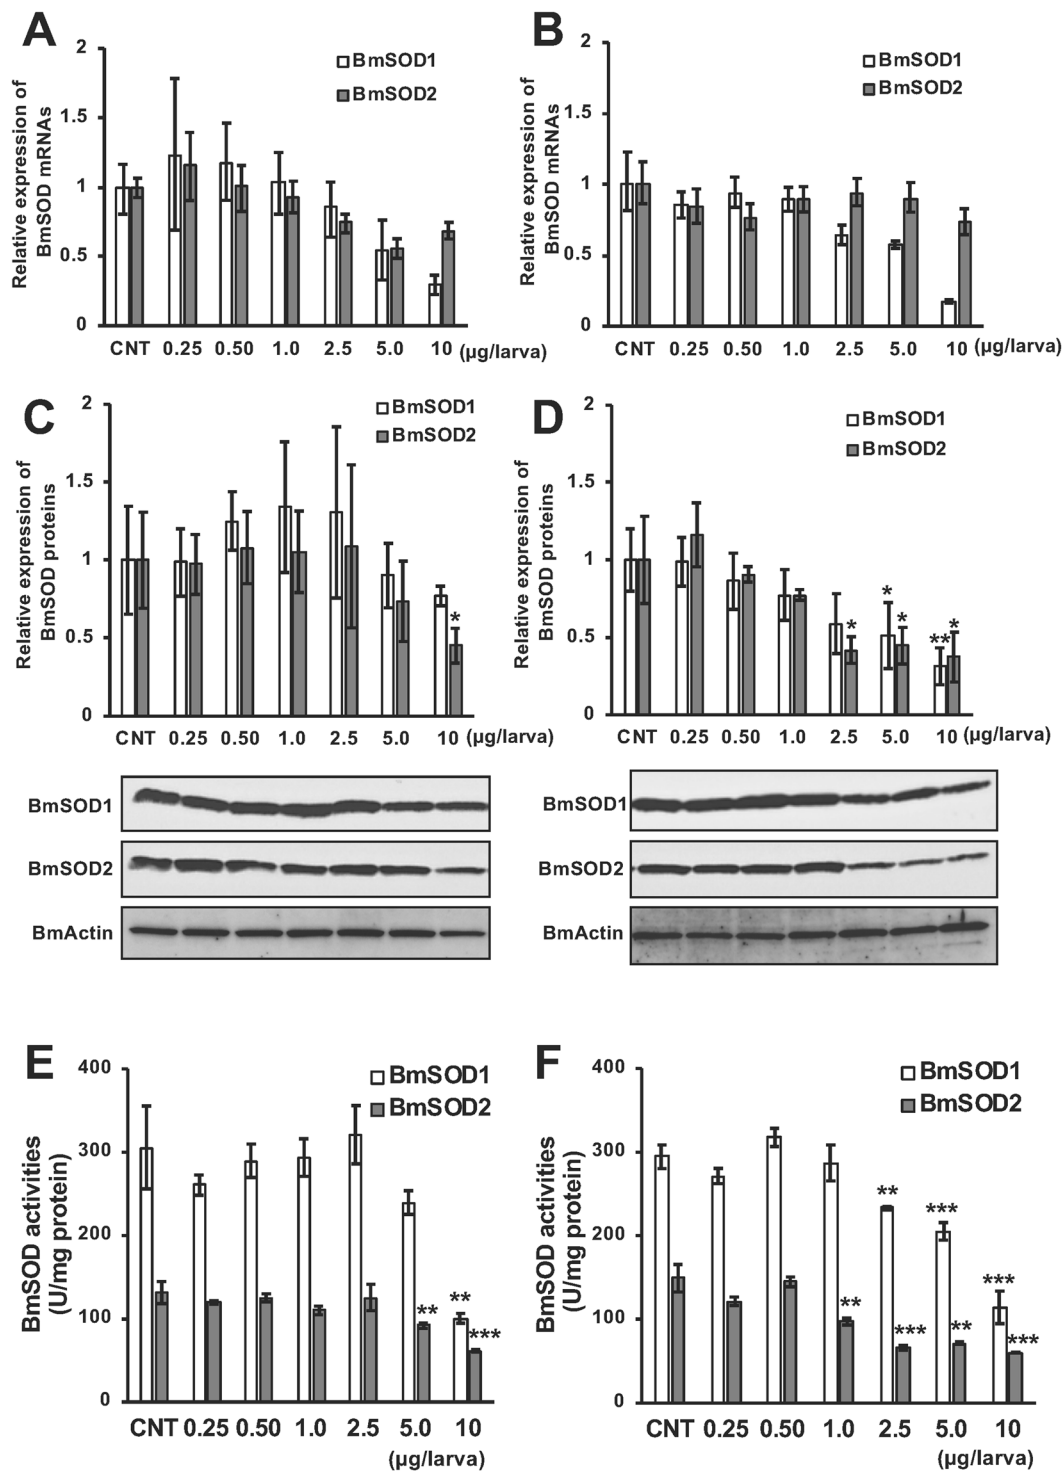 A
Relative expression of
BmSOD mRNAs
2
1.5
1
0.5
0
BmSOD1
BmSOD2
CNT 0.25 0.50 1.0 2.5 5.0 10 (μg/larva)
B
Relative expression of
BmSOD mRNAs
2
1.5
1
0.5
0
BmSOD1
BmSOD2
CNT 0.25 0.50 1.0 2.5 5.0 10 (μg/larva)
C
Relative expression of
BmSOD proteins
2
1.5
1
0.5
0
BmSOD1
BmSOD2
*
CNT 0.25 0.50 1.0 2.5 5.0 10 (μg/larva)
BmSOD1
BmSOD2
BmActin
D
Relative expression of
BmSOD proteins
2
1.5
1
0.5
0
BmSOD1
BmSOD2
* * * ** *
CNT 0.25 0.50 1.0 2.5 5.0 10 (μg/larva)
BmSOD1
BmSOD2
BmActin
E
BmSOD activities
(U/mg protein)
400
300
200
100
0
BmSOD1
BmSOD2
** ** ***
CNT 0.25 0.50 1.0 2.5 5.0 10
(μg/larva)
F
BmSOD activities
(U/mg protein)
400
300
200
100
0
BmSOD1
BmSOD2
** ** *** *** ** *** ***
CNT 0.25 0.50 1.0 2.5 5.0 10
(μg/larva)